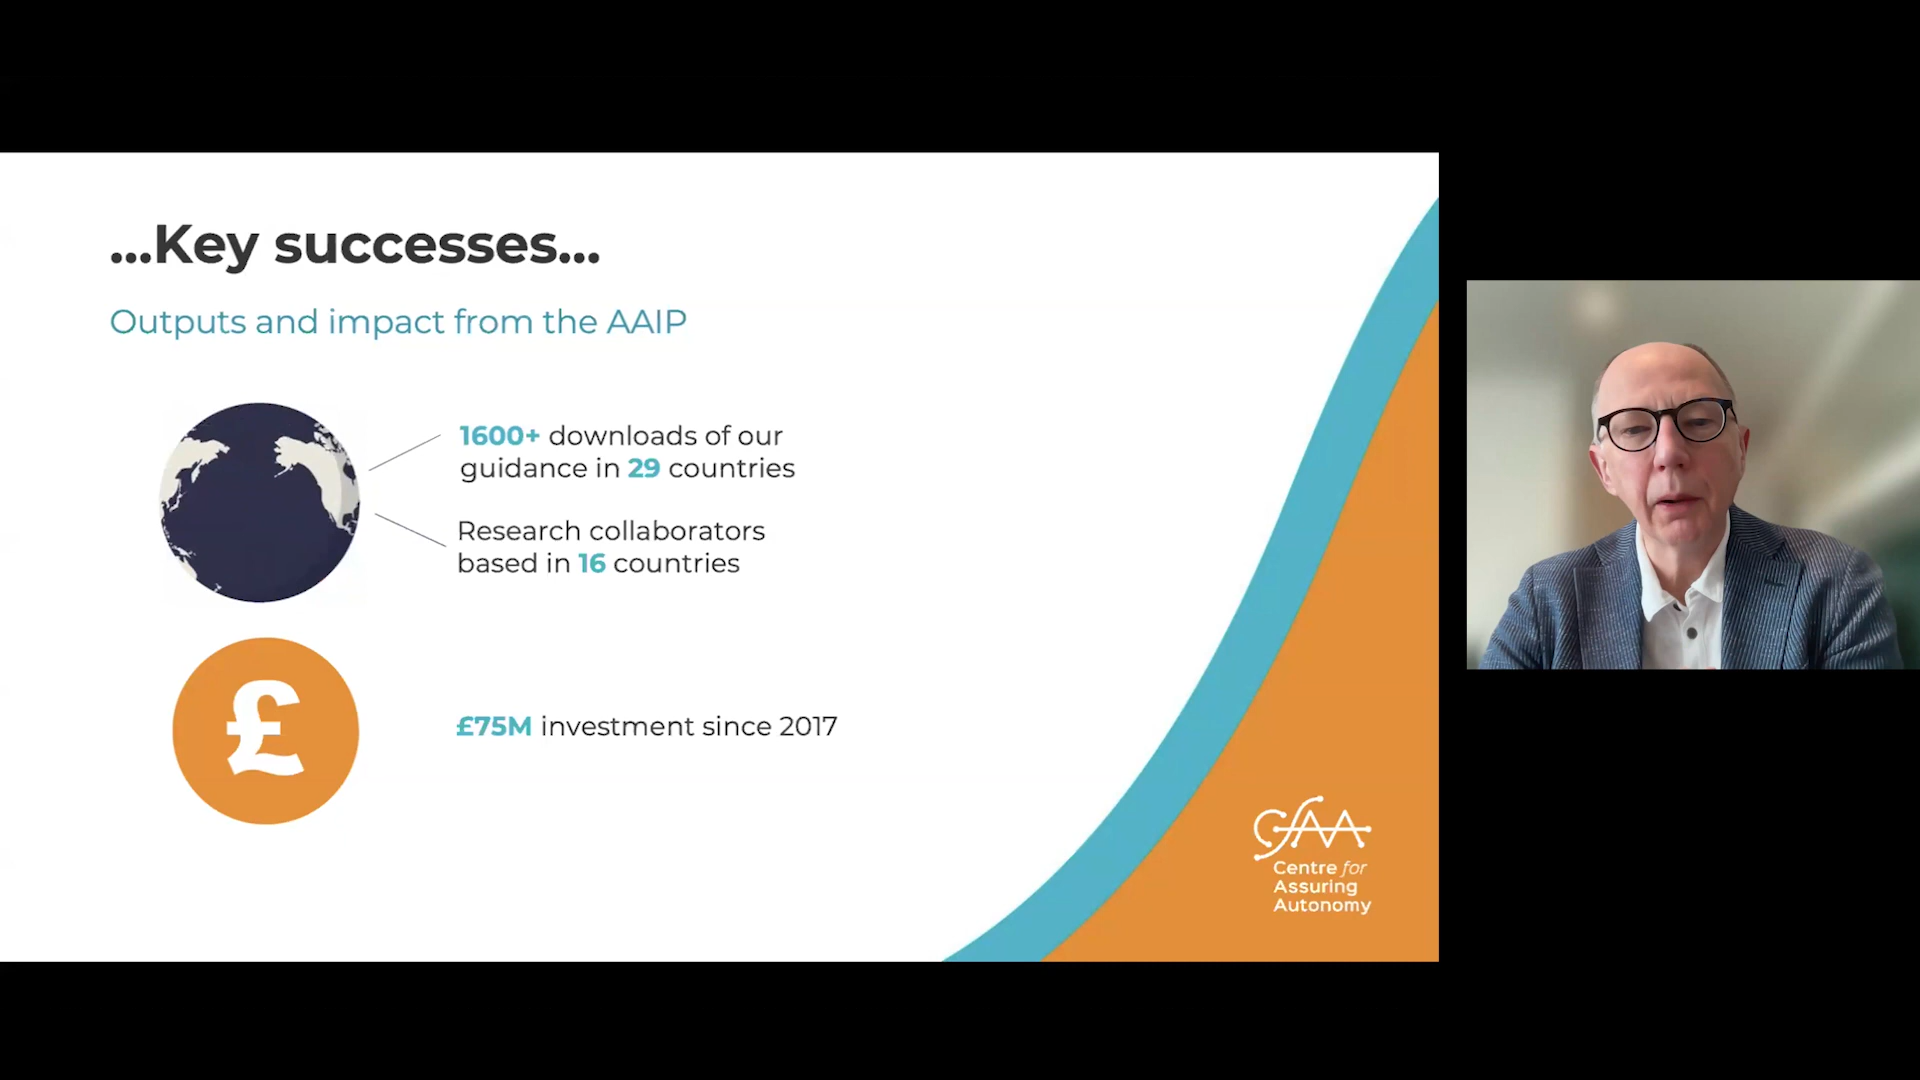 ...Key successes...
Outputs and impact from the AAIP
1600+ downloads of our
guidance in 29 countries
Research collaborators
based in 16 countries
£
£75M investment since 2017
CfAA
Centre for
Assuring
Autonomy